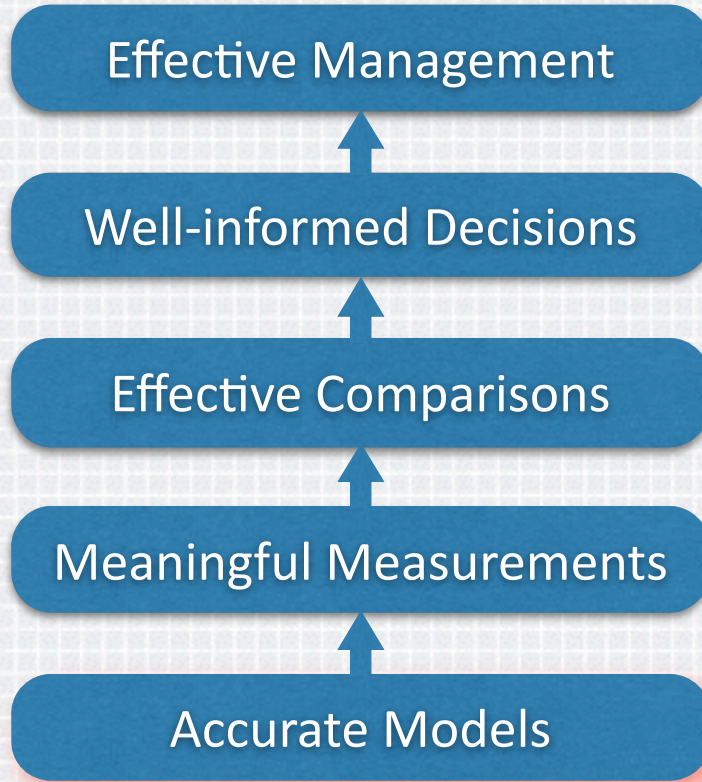 Effective Management
Well-informed Decisions
Effective Comparisons
Meaningful Measurements
Accurate Models